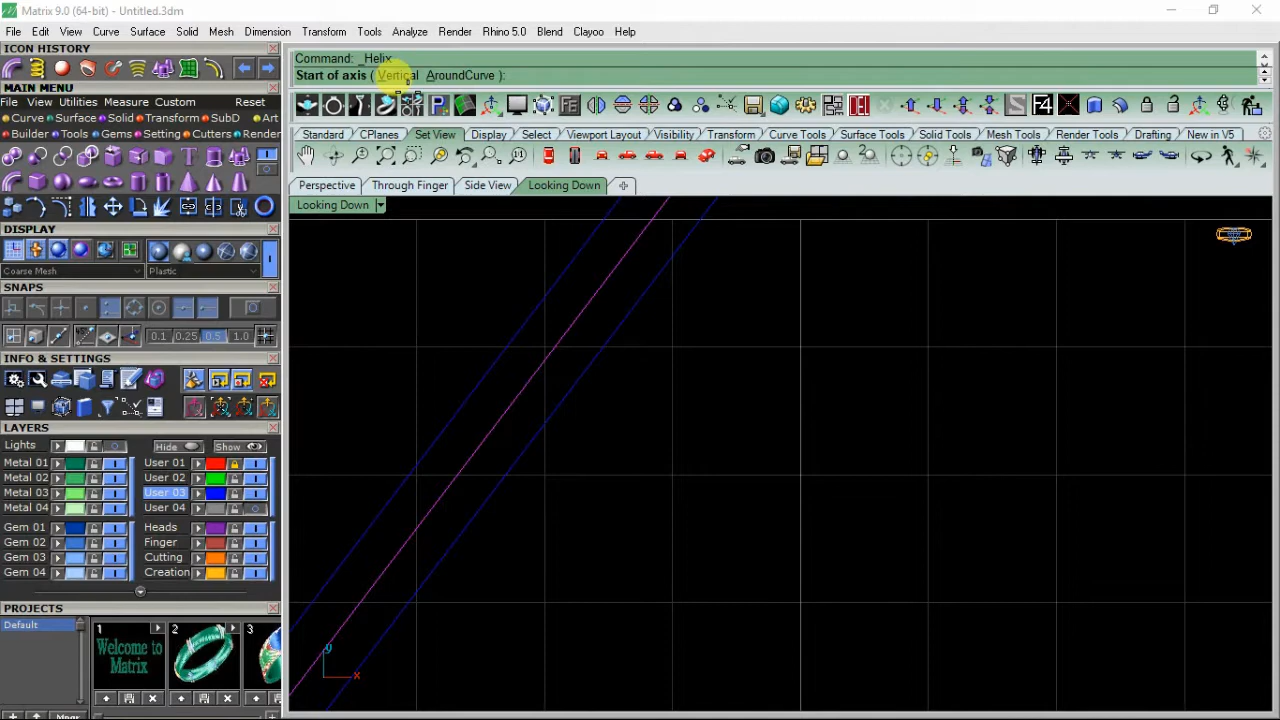 Matrix 9.0 (64-bit) - Untitled.3dm
File Edit View Curve Surface Solid Mesh Dimension Transform Tools Analyze Render Rhino 5.0 Blend Clayoo Help
ICON HISTORY
Command: _Helix
Start of axis ( Vertical AroundCurve ):
MAIN MENU
File View Utilities Measure Custom Reset
Curve Surface Solid Transform SubD Art
Builder Tools Gems Setting Cutters Render
Standard CPlanes Set View Display Select Viewport Layout Visibility Transform Curve Tools Surface Tools Solid Tools Mesh Tools Render Tools Drafting New in V5
Perspective Through Finger Side View Looking Down
Looking Down
DISPLAY
Coarse Mesh Plastic
SNAPS
0.1 0.25 0.5 1.0
INFO & SETTINGS
LAYERS
Lights Hide Show
Metal 01 User 01
Metal 02 User 02
Metal 03 User 03
Metal 04 User 04
Gem 01 Heads
Gem 02 Finger
Gem 03 Cutting
Gem 04 Creation
PROJECTS
Default 1 2 3
Welcome to Matrix
y
x
Mngr